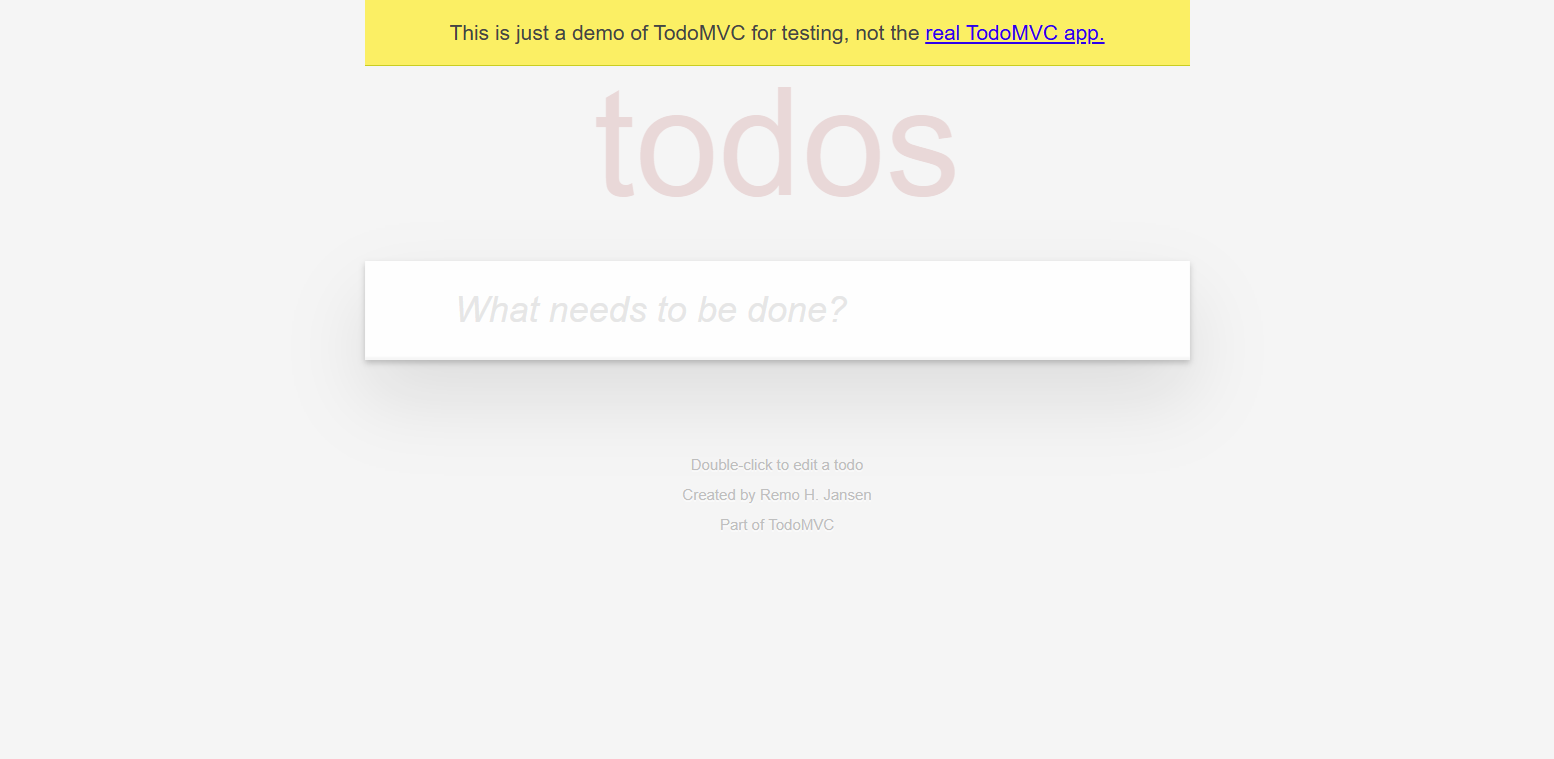 This is just a demo of TodoMVC for testing, not the real TodoMVC app.
todos
What needs to be done?
Double-click to edit a todo
Created by Remo H. Jansen
Part of TodoMVC